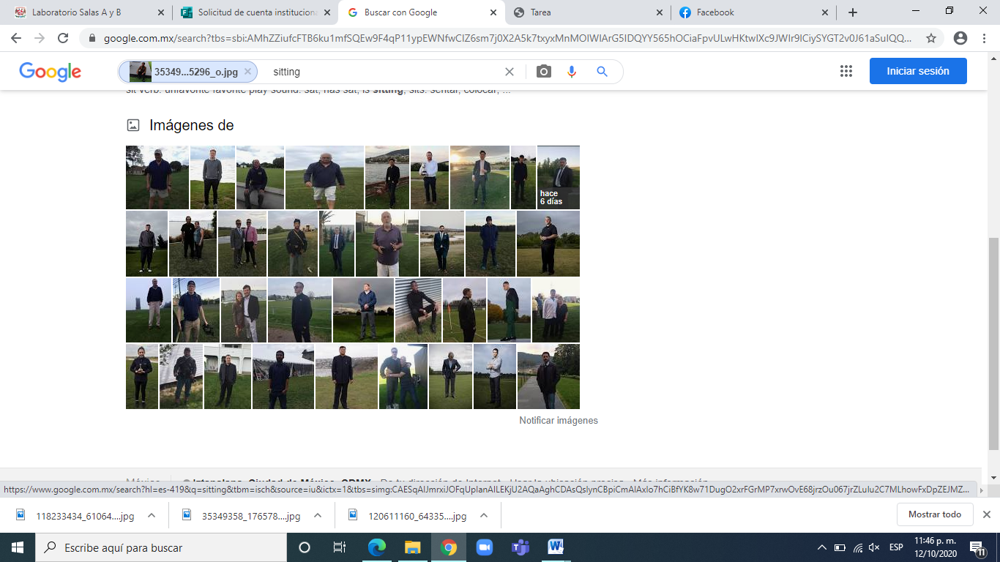 Laboratorio Salas A y B
Solicitud de cuenta instituciona
Buscar con Google
Tarea
Facebook
google.com.mx/search?tbs=sbi:AMhZZiufcFTB6ku1mfSQEw9F4qP11ypEWNfwCIZ6sm7j0X2A5k7txyxMnMOIWIArG5IDQYY565hOCiaFpvULwHKtwIXc9JWIr9ICiySYGT2v0J61aSuIQQ...
Google
35349...5296_o.jpg
sitting
Iniciar sesión
sit verb: unfavorite favorite play sound: sat, has sat, is sitting, sits: sentar, colocar, ...
Imágenes de
hace
6 días
Notificar imágenes
México
Iztapalapa, Ciudad de México, CDMX - De tu dirección de Internet - Usar la ubicación precisa - Más información
https://www.google.com.mx/search?hl=es-419&q=sitting&tbm=isch&source=iu&ictx=1&tbs=simg:CAESqAIJmrxiJOFqUpIanAILEKjU2AQaAghCDAsQsIynCBpiCmAIAxIo7hCiBfYK8w71DugO2xrFGrMP7xrwOvE68jrzOu067jrZLuIu2C7MLhowFxDpZEJMZ...
118233434_61064....jpg
35349358_176578....jpg
120611160_64335....jpg
Mostrar todo
Escribe aquí para buscar
ESP
11:46 p. m.
12/10/2020
11